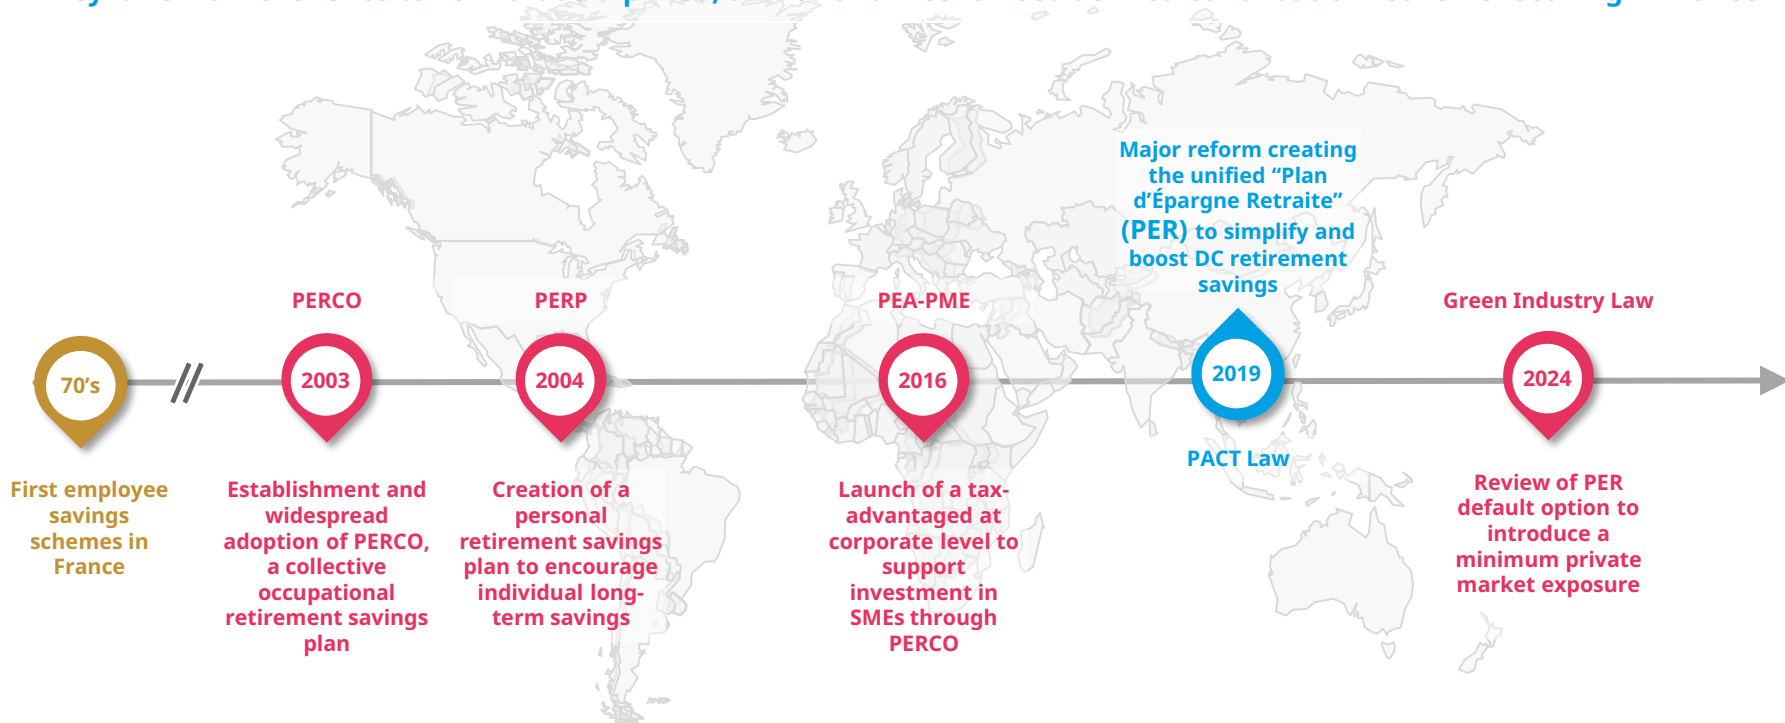 70’s
First employee
savings
schemes in
France
PERCO
2003
Establishment and
widespread
adoption of PERCO,
a collective
occupational
retirement savings
plan
PERP
2004
Creation of a
personal
retirement savings
plan to encourage
individual long-
term savings
PEA-PME
2016
Launch of a tax-
advantaged at
corporate level to
support
investment in
SMEs through
PERCO
Major reform creating
the unified “Plan
d’Épargne Retraite”
(PER) to simplify and
boost DC retirement
savings
2019
PACT Law
Green Industry Law
2024
Review of PER
default option to
introduce a
minimum private
market exposure